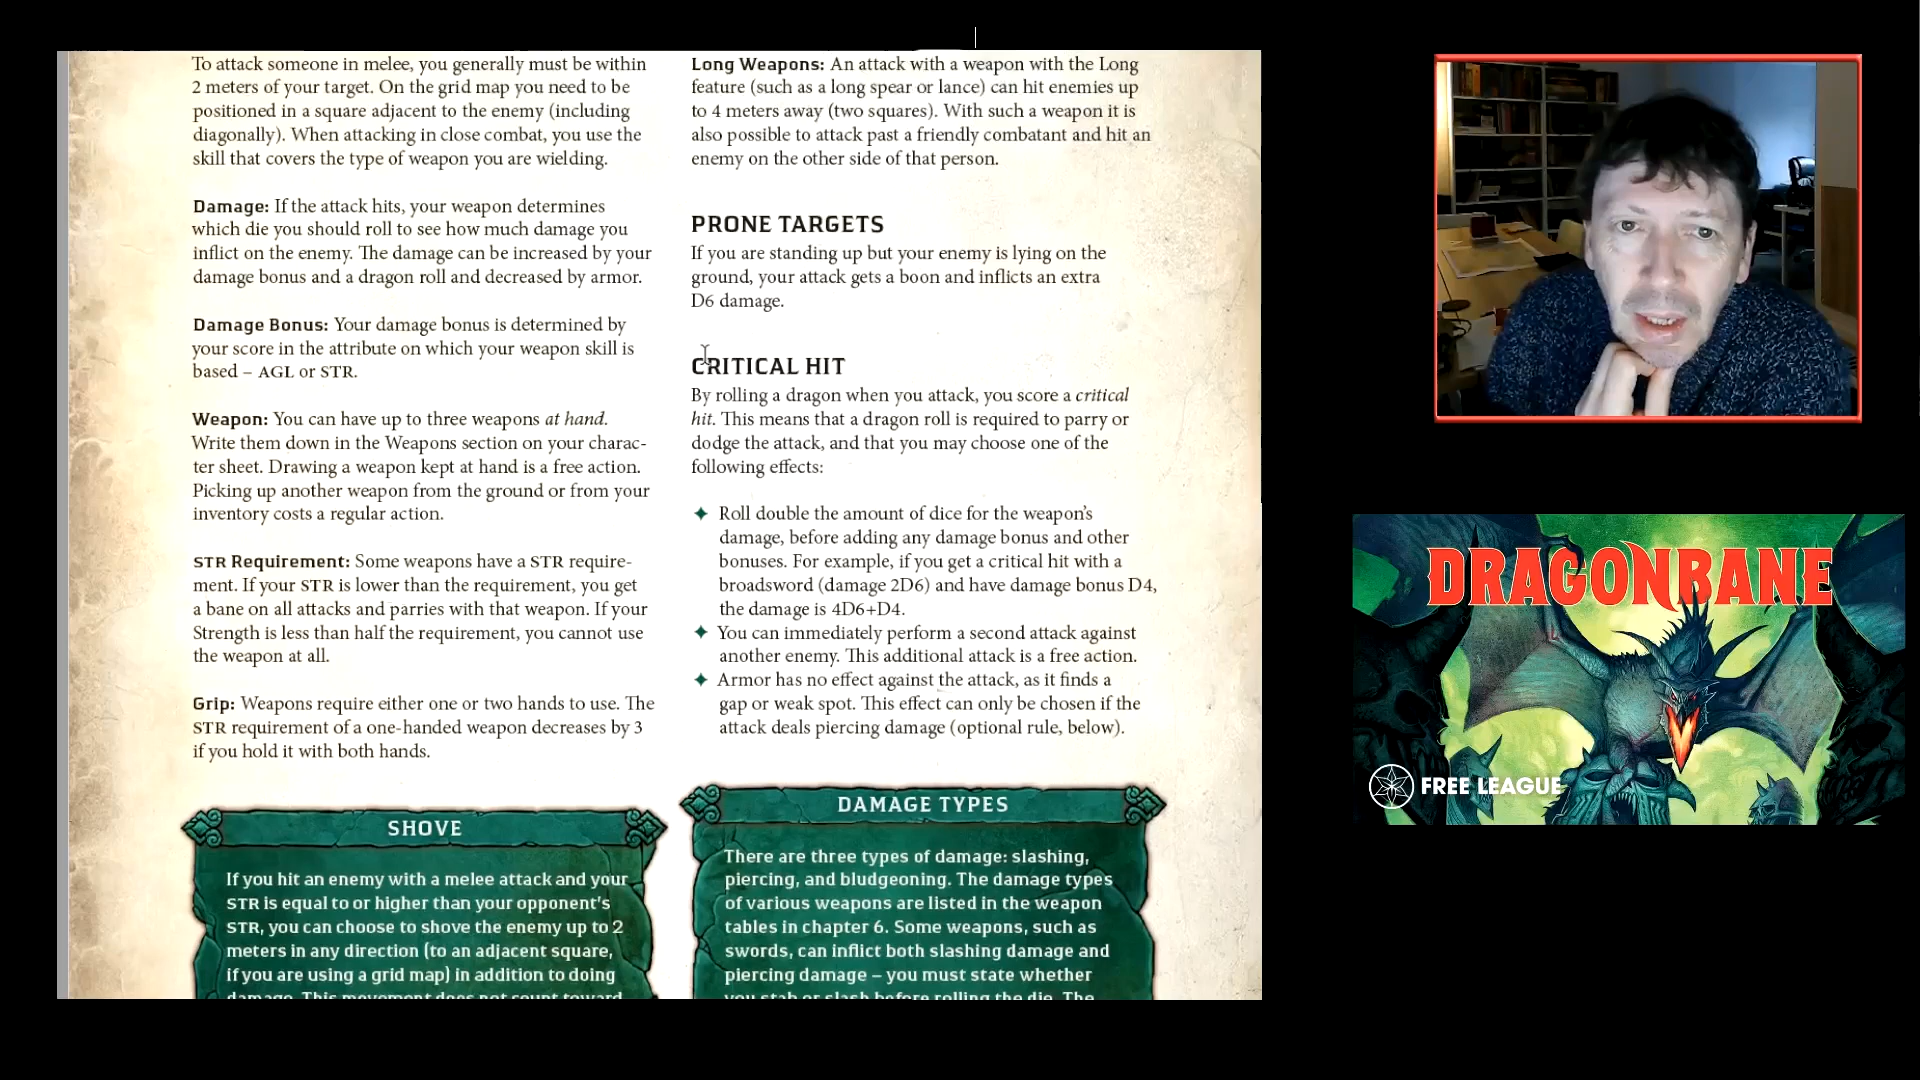 To attack someone in melee, you generally must be within
2 meters of your target. On the grid map you need to be
positioned in a square adjacent to the enemy (including
diagonally). When attacking in close combat, you use the
skill that covers the type of weapon you are wielding.
Damage: If the attack hits, your weapon determines
which die you should roll to see how much damage you
inflict on the enemy. The damage can be increased by your
damage bonus and a dragon roll and decreased by armor.
Damage Bonus: Your damage bonus is determined by
your score in the attribute on which your weapon skill is
based – AGL or STR.
Weapon: You can have up to three weapons at hand.
Write them down in the Weapons section on your charac-
ter sheet. Drawing a weapon kept at hand is a free action.
Picking up another weapon from the ground or from your
inventory costs a regular action.
STR Requirement: Some weapons have a STR require-
ment. If your STR is lower than the requirement, you get
a bane on all attacks and parries with that weapon. If your
Strength is less than half the requirement, you cannot use
the weapon at all.
Grip: Weapons require either one or two hands to use. The
STR requirement of a one-handed weapon decreases by 3
if you hold it with both hands.
SHOVE
If you hit an enemy with a melee attack and your
STR is equal to or higher than your opponent's
STR, you can choose to shove the enemy up to 2
meters in any direction (to an adjacent square,
if you are using a grid map) in addition to doing
damage. This movement does not count toward
Long Weapons: An attack with a weapon with the Long
feature (such as a long spear or lance) can hit enemies up
to 4 meters away (two squares). With such a weapon it is
also possible to attack past a friendly combatant and hit an
enemy on the other side of that person.
PRONE TARGETS
If you are standing up but your enemy is lying on the
ground, your attack gets a boon and inflicts an extra
D6 damage.
CRITICAL HIT
By rolling a dragon when you attack, you score a critical
hit. This means that a dragon roll is required to parry or
dodge the attack, and that you may choose one of the
following effects:
✦ Roll double the amount of dice for the weapon's
damage, before adding any damage bonus and other
bonuses. For example, if you get a critical hit with a
broadsword (damage 2D6) and have damage bonus D4,
the damage is 4D6+D4.
✦ You can immediately perform a second attack against
another enemy. This additional attack is a free action.
✦ Armor has no effect against the attack, as it finds a
gap or weak spot. This effect can only be chosen if the
attack deals piercing damage (optional rule, below).
DAMAGE TYPES
There are three types of damage: slashing,
piercing, and bludgeoning. The damage types
of various weapons are listed in the weapon
tables in chapter 6. Some weapons, such as
swords, can inflict both slashing damage and
piercing damage – you must state whether
you stab or slash before rolling the die. The
DRAGONBANE
FREE LEAGUE